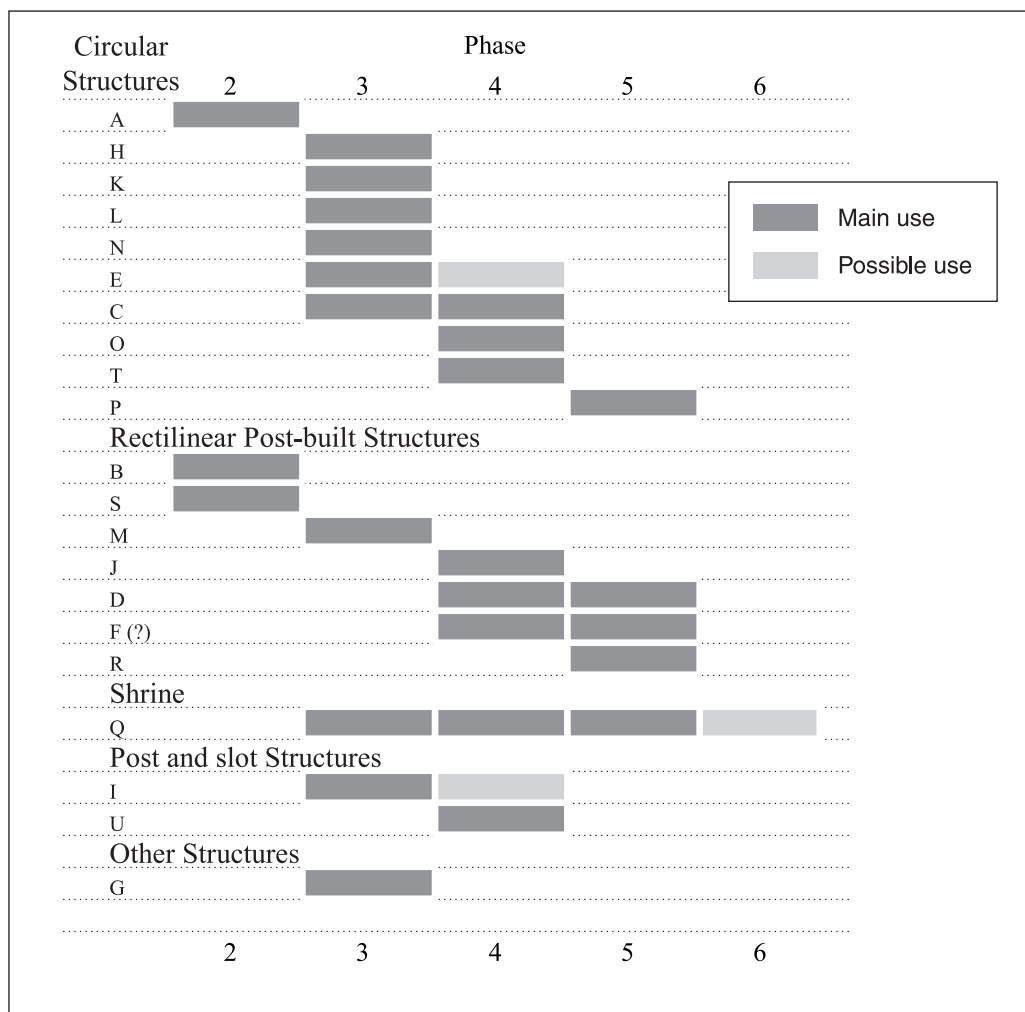 Circular
Structures
Phase
2 3 4 5 6
A
H
K
L
N
E
C
O
T
P
Rectilinear Post-built Structures
B
S
M
J
D
F (?)
R
Shrine
Q
Post and slot Structures
I
U
Other Structures
G
2 3 4 5 6
Main use
Possible use